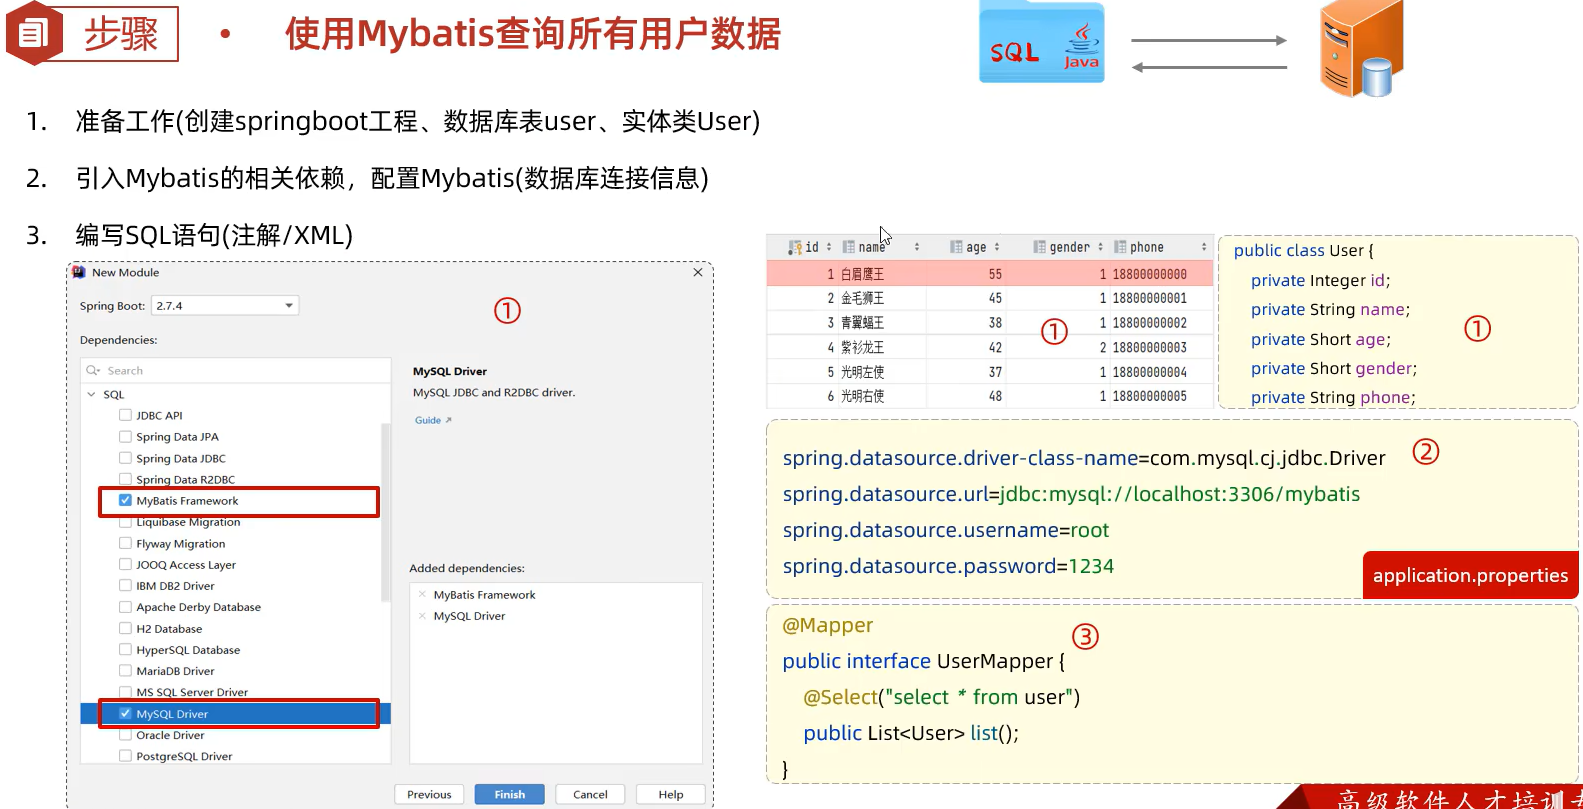 步骤
• 使用Mybatis查询所有用户数据
SQL
Java
1. 准备工作(创建springboot工程、数据库表user、实体类User)
2. 引入Mybatis的相关依赖，配置Mybatis(数据库连接信息)
3. 编写SQL语句(注解/XML)
New Module
Spring Boot: 2.7.4
①
Dependencies:
Search
SQL
JDBC API
Spring Data JPA
Spring Data JDBC
Spring Data R2DBC
MyBatis Framework
Liquibase Migration
Flyway Migration
JOOQ Access Layer
IBM DB2 Driver
Apache Derby Database
H2 Database
HyperSQL Database
MariaDB Driver
MS SQL Server Driver
MySQL Driver
Oracle Driver
PostgreSQL Driver
MySQL Driver
MySQL JDBC and R2DBC driver.
Guide ↗
Added dependencies:
× MyBatis Framework
× MySQL Driver
Previous Finish Cancel Help
id name age gender phone
1 白眉鹰王 55 1 18800000000
2 金毛狮王 45 1 18800000001
3 青翼蝠王 38 1 18800000002
4 紫衫龙王 42 2 18800000003
5 光明左使 37 1 18800000004
6 光明右使 48 1 18800000005
①
public class User {
private Integer id;
private String name;
private Short age;
private Short gender;
private String phone;
①
spring.datasource.driver-class-name=com.mysql.cj.jdbc.Driver
②
spring.datasource.url=jdbc:mysql://localhost:3306/mybatis
spring.datasource.username=root
spring.datasource.password=1234
application.properties
@Mapper
③
public interface UserMapper {
@Select("select * from user")
public List<User> list();
}
高级软件人才培训